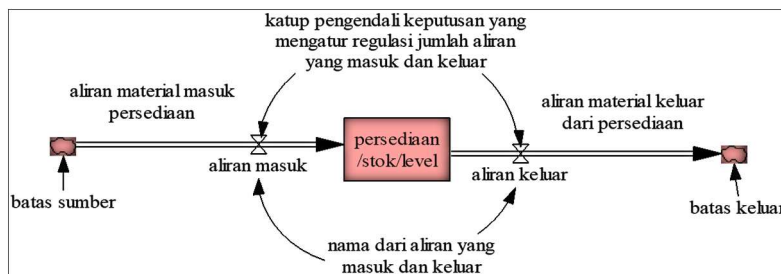 katup pengendali keputusan yang
mengatur regulasi jumlah aliran
yang masuk dan keluar
aliran material masuk
persediaan
aliran material keluar
dari persediaan
persediaan
/stok/level
aliran masuk
aliran keluar
batas sumber
batas keluar
nama dari aliran yang
masuk dan keluar